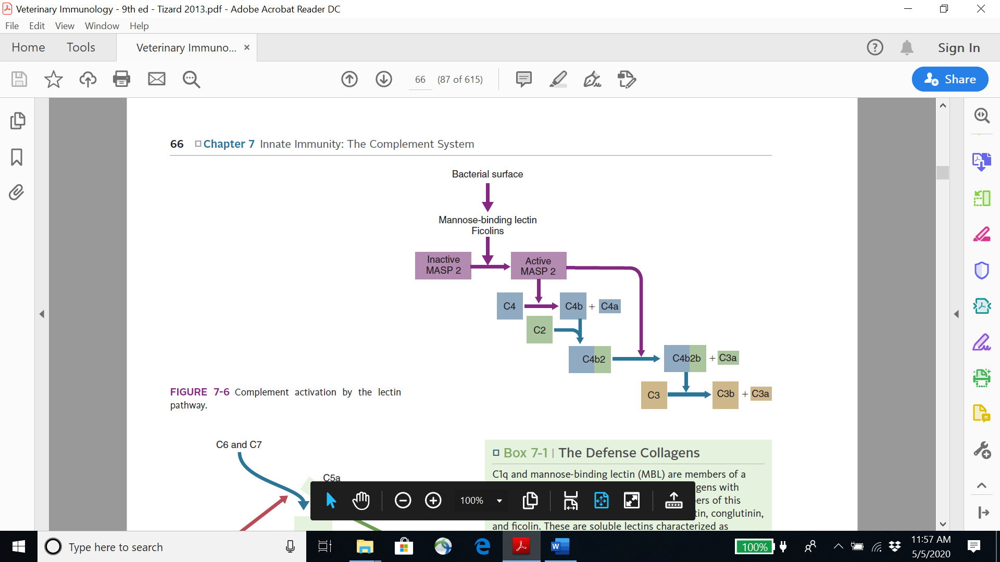 Veterinary Immunology - 9th ed - Tizard 2013.pdf - Adobe Acrobat Reader DC
File Edit View Window Help
Home Tools Veterinary Immuno... × Sign In
66 (87 of 615) Share
66 Chapter 7 Innate Immunity: The Complement System
Bacterial surface
Mannose-binding lectin
Ficolins
Inactive
MASP 2
Active
MASP 2
C4 C4b + C4a
C2
C4b2 C4b2b + C3a
C3 C3b + C3a
FIGURE 7-6 Complement activation by the lectin
pathway.
C6 and C7
C5a
Box 7-1 | The Defense Collagens
C1q and mannose-binding lectin (MBL) are members of a
gens with
ers of this
tin, conglutinin,
and ficolin. These are soluble lectins characterized as
100%
Type here to search
100%
11:57 AM
5/5/2020